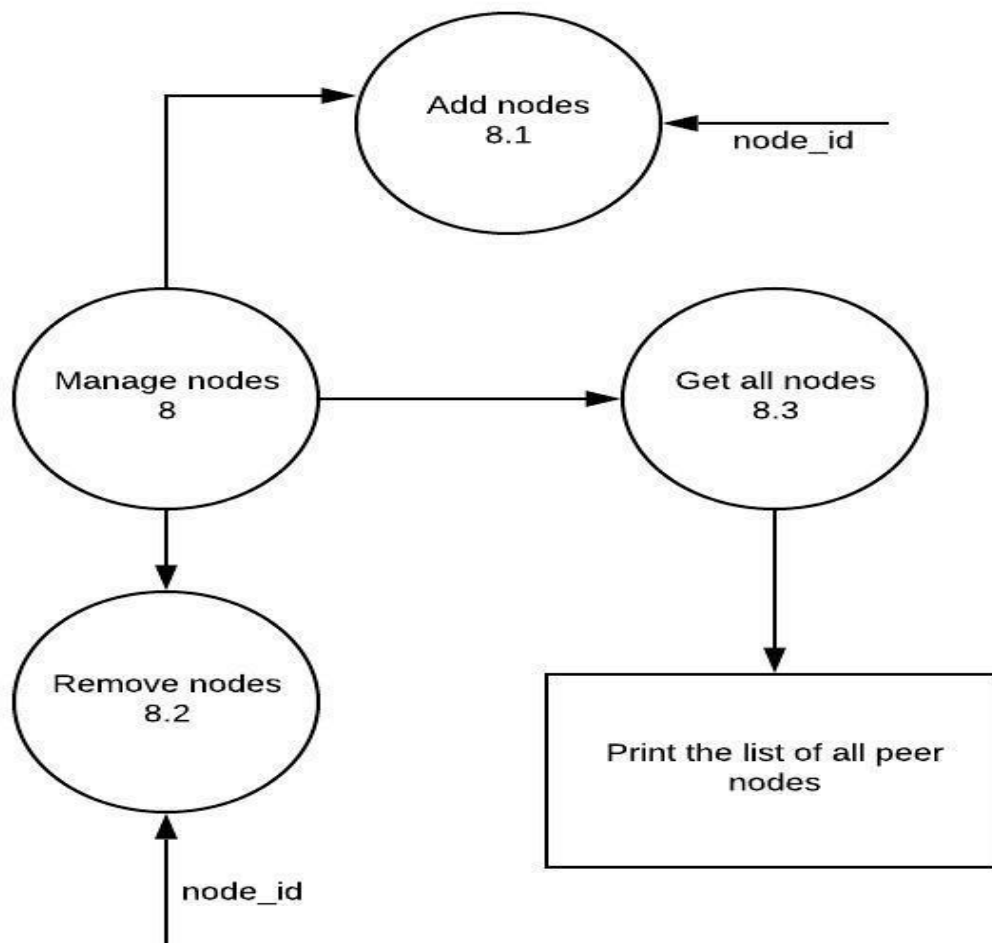 Add nodes
8.1
node_id
Manage nodes
8
Get all nodes
8.3
Remove nodes
8.2
Print the list of all peer
nodes
node_id